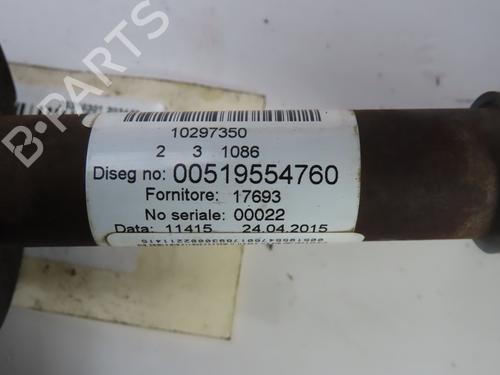 10297350
2 3 1086
Diseg no: 00519554760
Fornitore: 17693
No seriale: 00022
Data: 11415 24.04.2015
B-PARTS